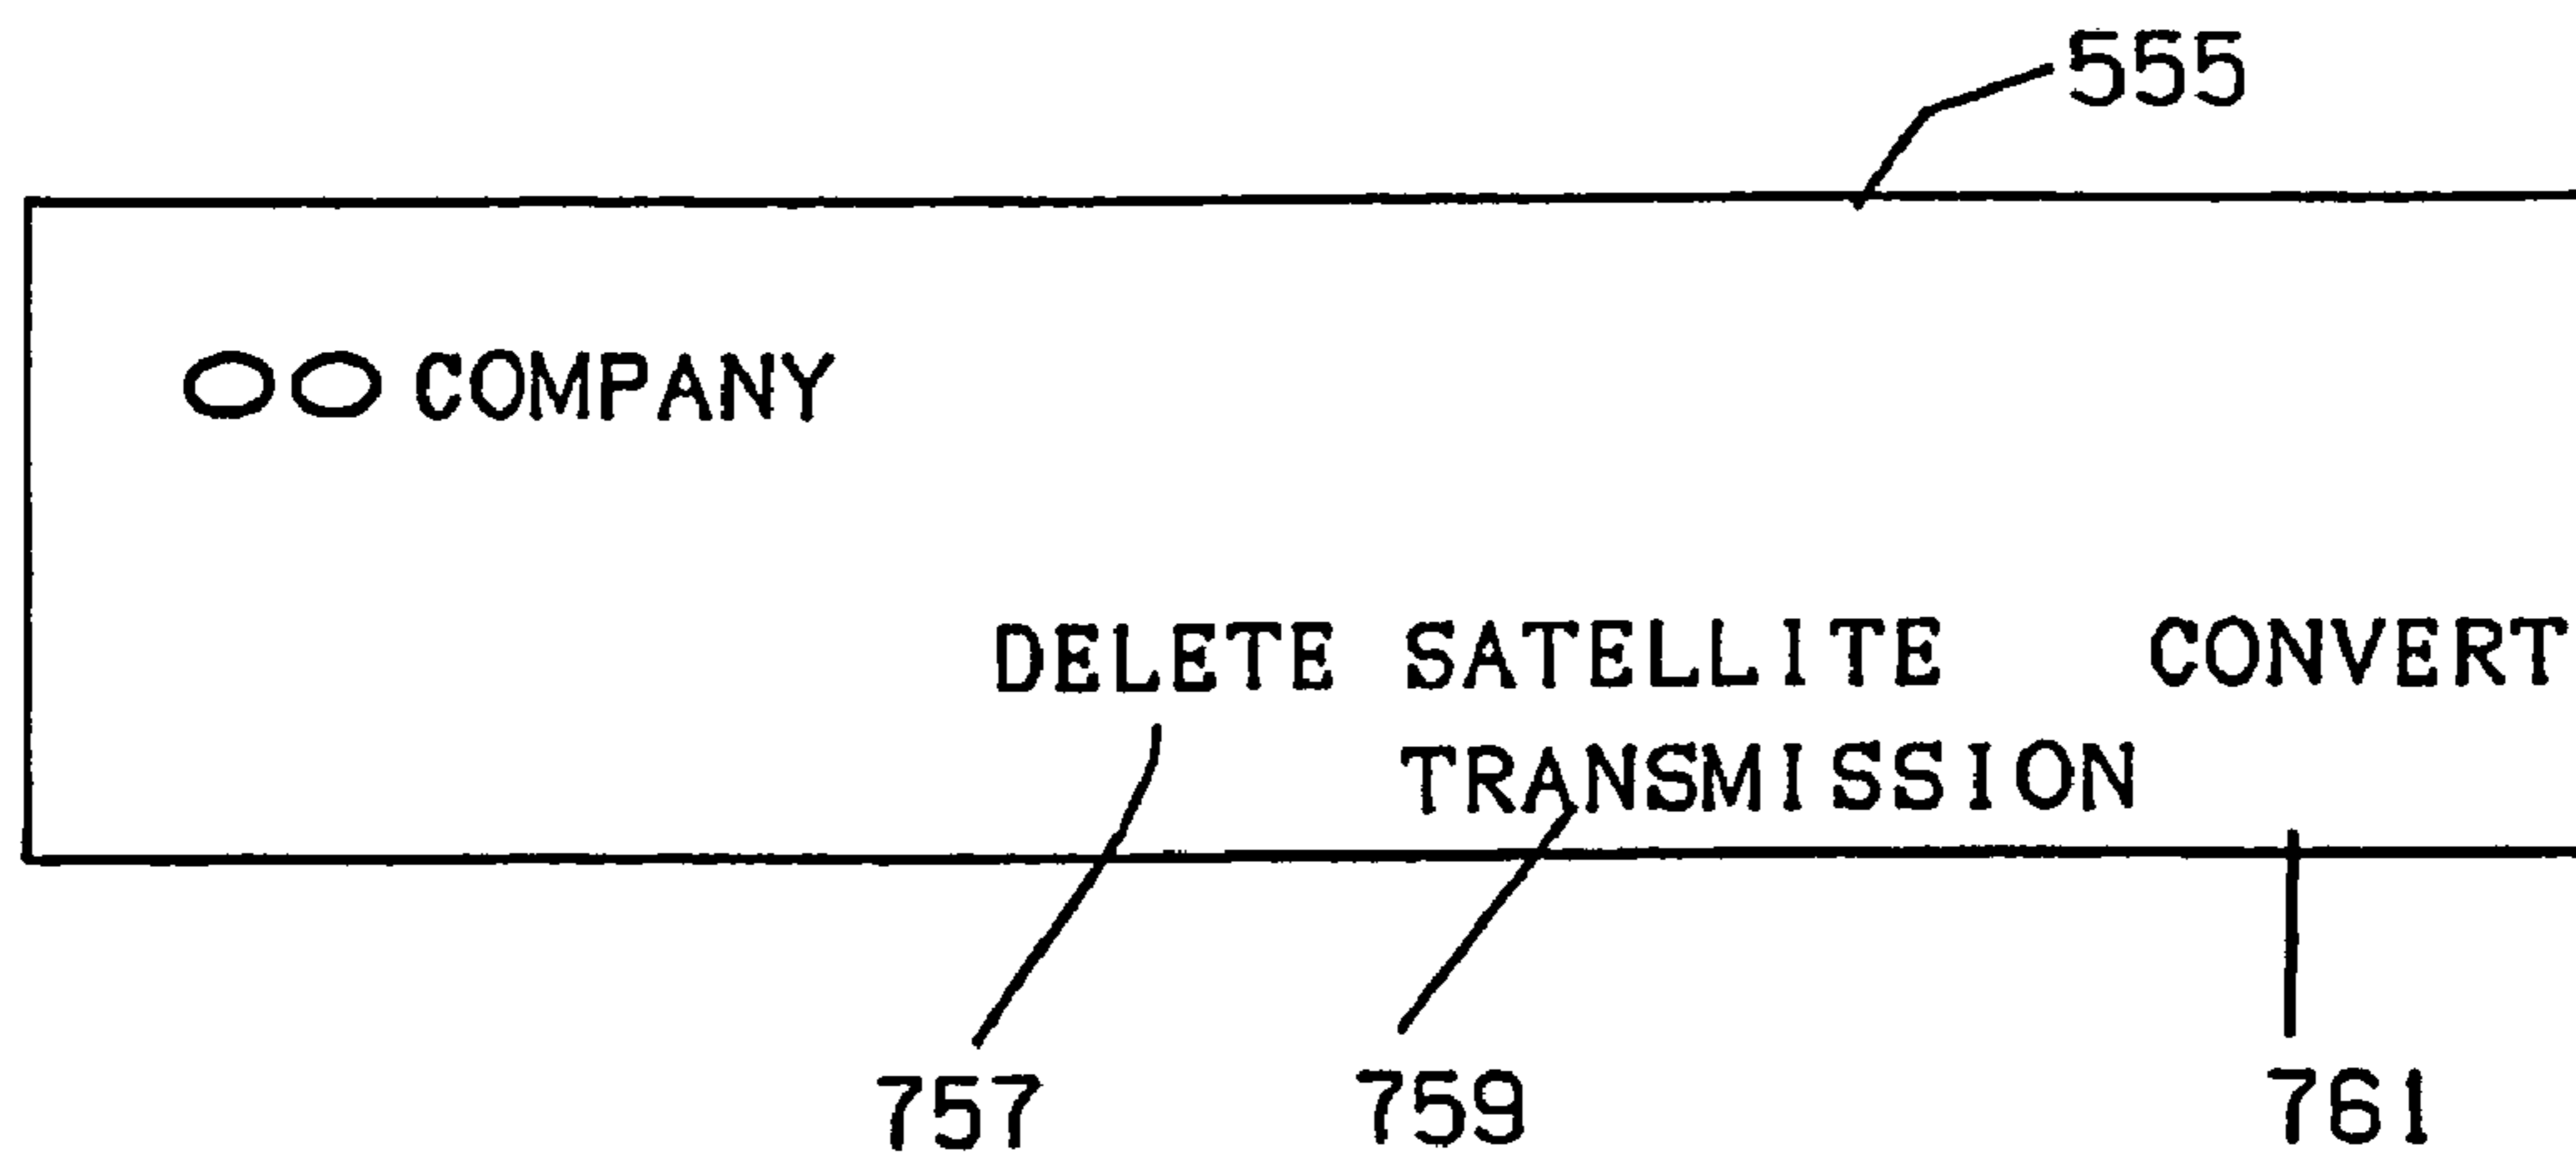 555
○○ COMPANY
DELETE SATELLITE CONVERT
TRANSMISSION
757 759 761